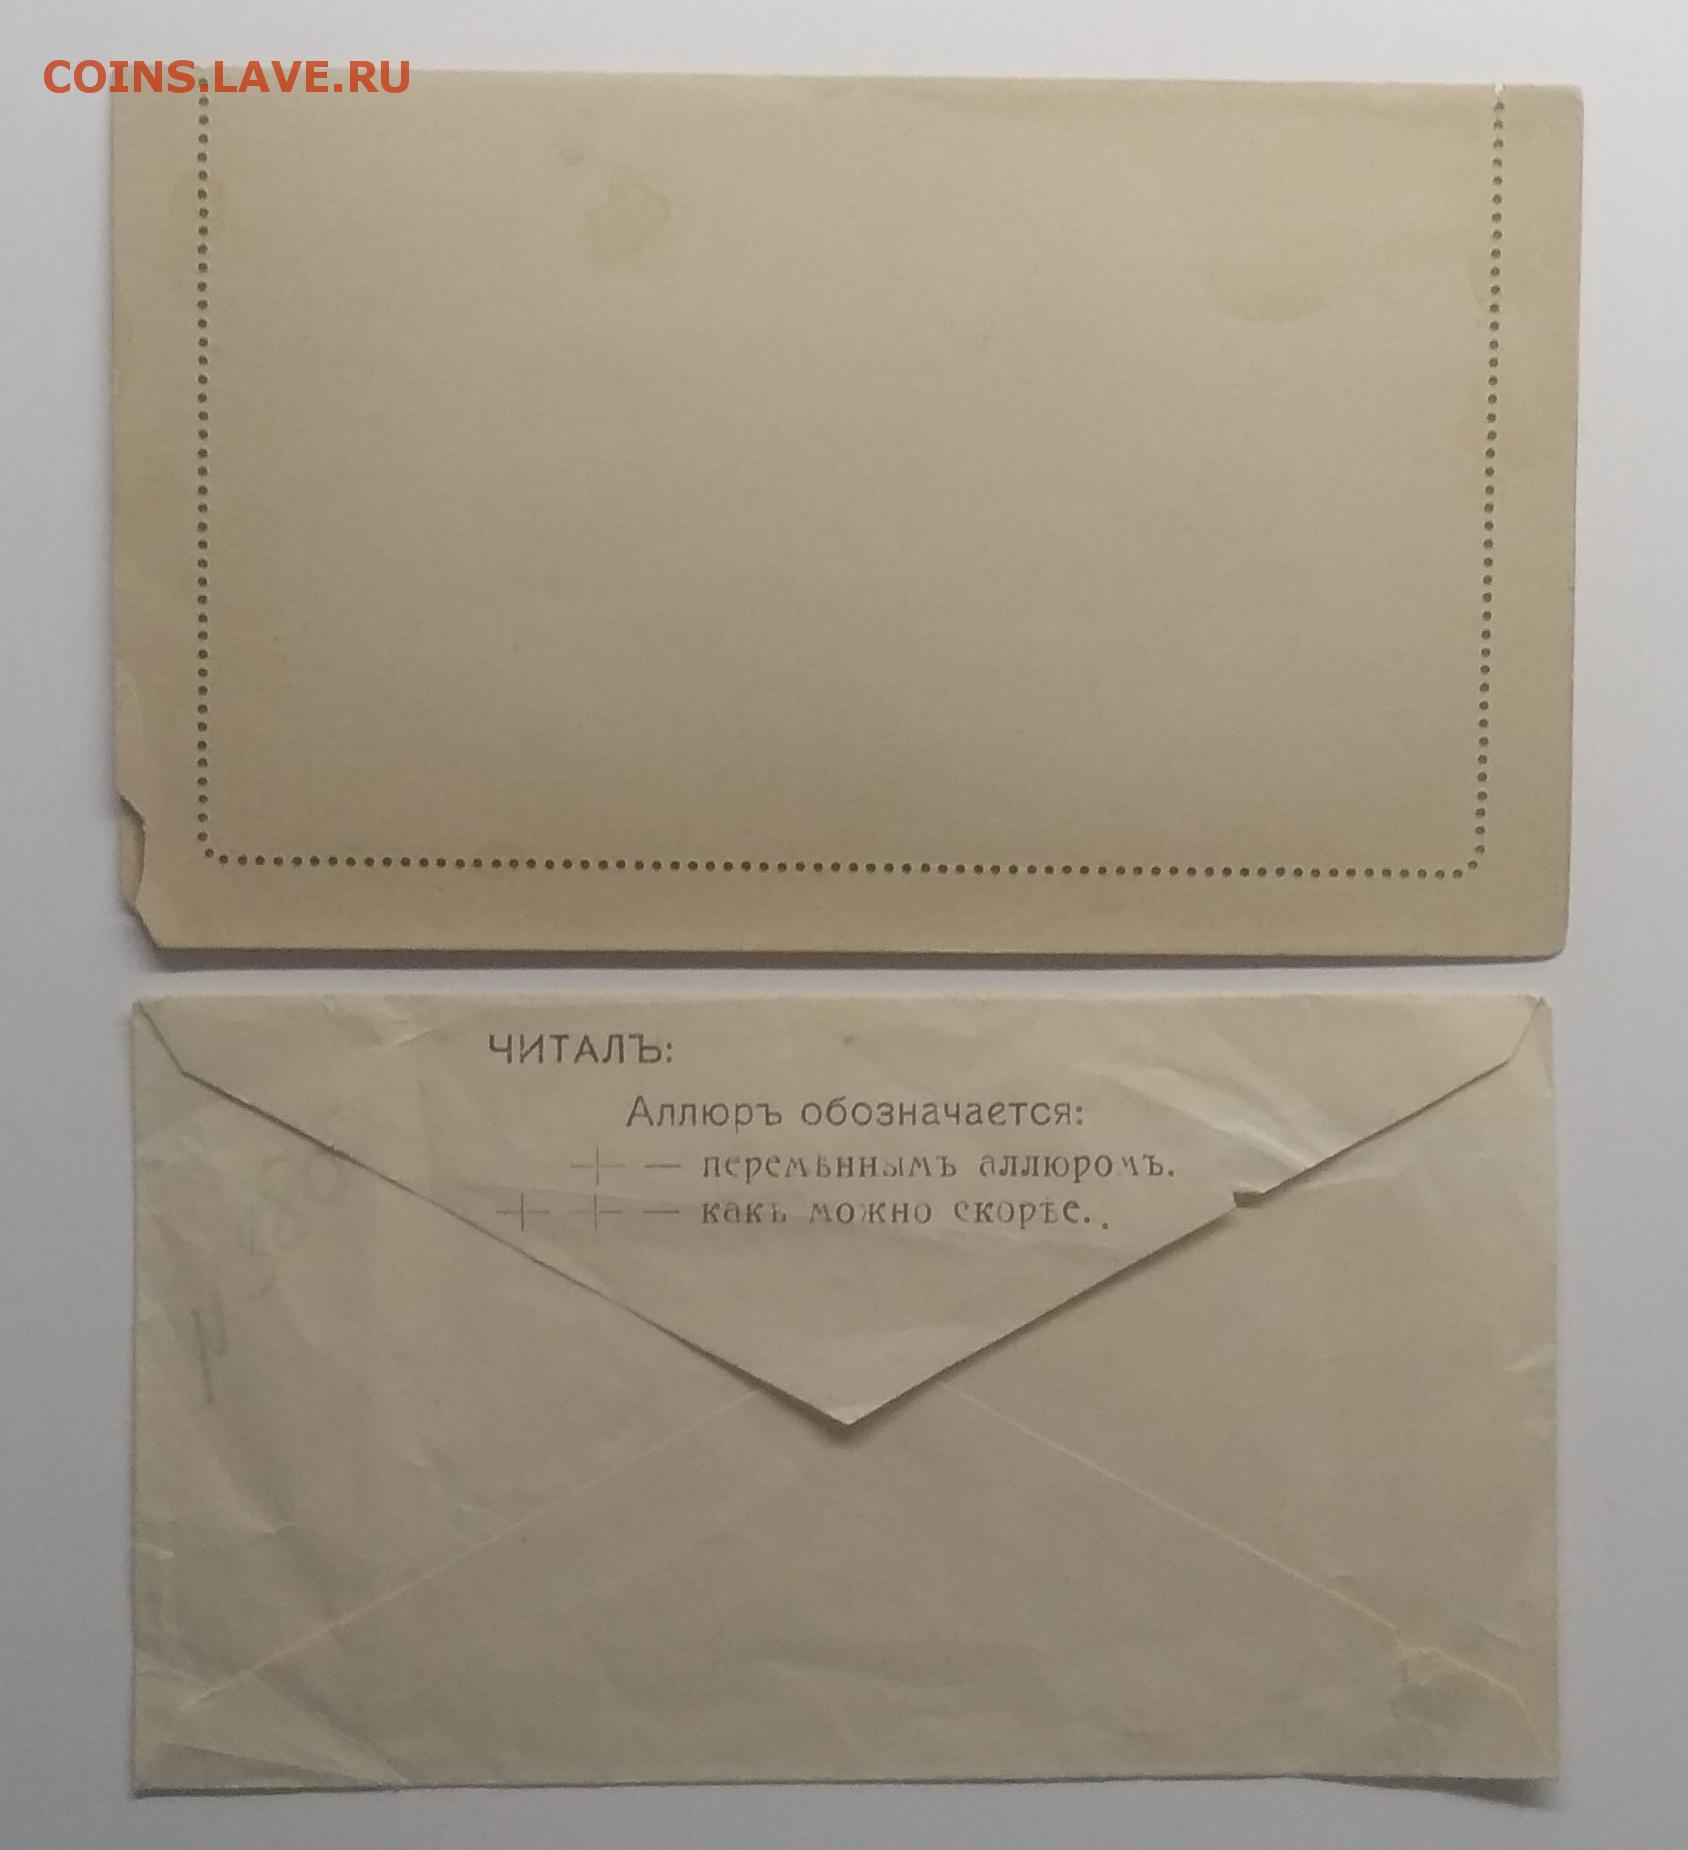 COINS.LAVE.RU
ЧИТАЛЪ:
Аллюръ обозначается:
+ — перемѣннымъ аллюромъ.
+ + — какъ можно скорѣе..